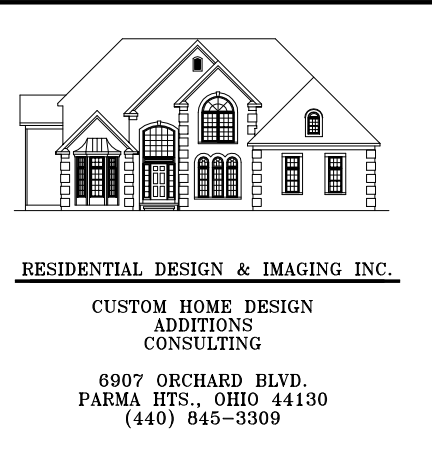 RESIDENTIAL DESIGN & IMAGING INC.
CUSTOM HOME DESIGN
ADDITIONS
CONSULTING
6907 ORCHARD BLVD.
PARMA HTS., OHIO 44130
(440) 845-3309